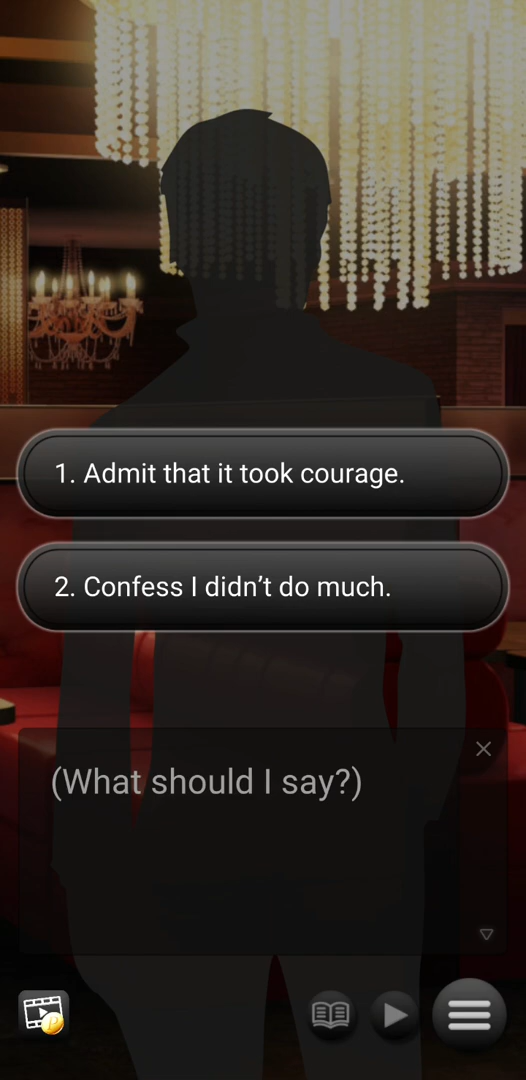 1. Admit that it took courage.
2. Confess I didn’t do much.
(What should I say?)